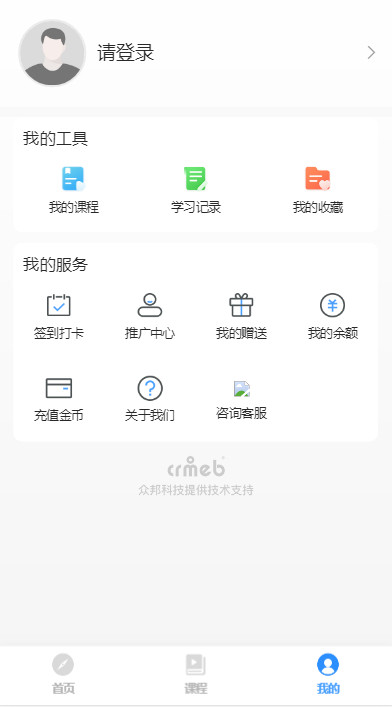 请登录
我的工具
我的课程 学习记录 我的收藏
我的服务
签到打卡 推广中心 我的赠送 我的余额
充值金币 关于我们 咨询客服
crmeb
众邦科技提供技术支持
首页 课程 我的